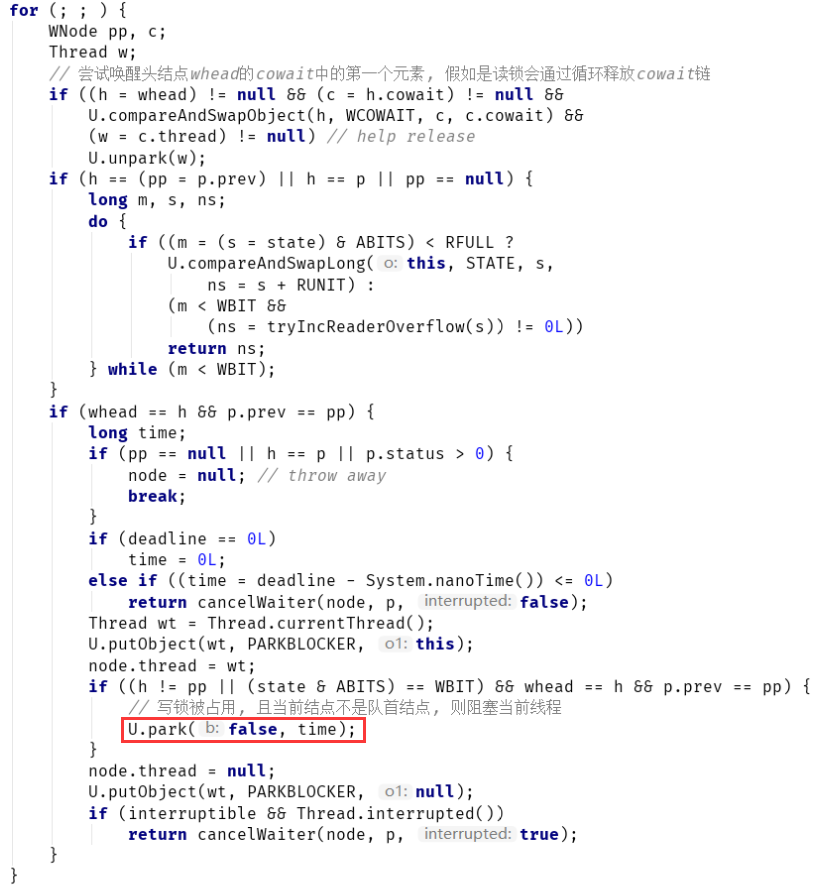 for (; ; ) {
    WNode pp, c;
    Thread w;
    // 尝试唤醒头结点whead的cowait中的第一个元素, 假如是读锁会通过循环释放cowait链
    if ((h = whead) != null && (c = h.cowait) != null &&
        U.compareAndSwapObject(h, WCOWAIT, c, c.cowait) &&
        (w = c.thread) != null) // help release
        U.unpark(w);
    if (h == (pp = p.prev) || h == p || pp == null) {
        long m, s, ns;
        do {
            if ((m = (s = state) & ABITS) < RFULL ?
                U.compareAndSwapLong( o: this, STATE, s,
                    ns = s + RUNIT) :
                (m < WBIT &&
                    (ns = tryIncReaderOverflow(s)) != 0L))
                return ns;
        } while (m < WBIT);
    }
    if (whead == h && p.prev == pp) {
        long time;
        if (pp == null || h == p || p.status > 0) {
            node = null; // throw away
            break;
        }
        if (deadline == 0L)
            time = 0L;
        else if ((time = deadline - System.nanoTime()) <= 0L)
            return cancelWaiter(node, p, interrupted: false);
        Thread wt = Thread.currentThread();
        U.putObject(wt, PARKBLOCKER, o1: this);
        node.thread = wt;
        if ((h != pp || (state & ABITS) == WBIT) && whead == h && p.prev == pp) {
            // 写锁被占用, 且当前结点不是队首结点, 则阻塞当前线程
            U.park( b: false, time);
        }
        node.thread = null;
        U.putObject(wt, PARKBLOCKER, o1: null);
        if (interruptible && Thread.interrupted())
            return cancelWaiter(node, p, interrupted: true);
    }
}